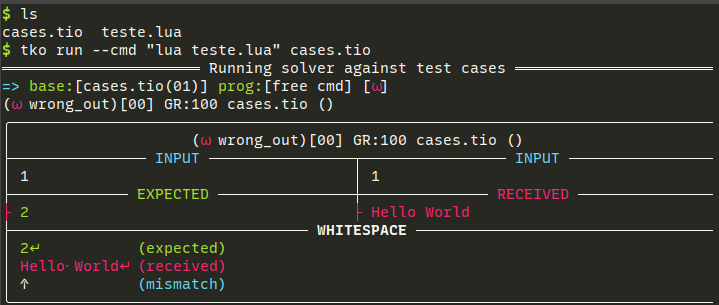 $ ls
cases.tio  teste.lua
$ tko run --cmd "lua teste.lua" cases.tio
Running solver against test cases
=> base:[cases.tio(01)] prog:[free cmd] [ω]
(ω wrong_out)[00] GR:100 cases.tio ()
(ω wrong_out)[00] GR:100 cases.tio ()
INPUT INPUT
1 1
EXPECTED RECEIVED
2 Hello World
WHITESPACE
2↵ (expected)
Hello·World↵ (received)
↑ (mismatch)